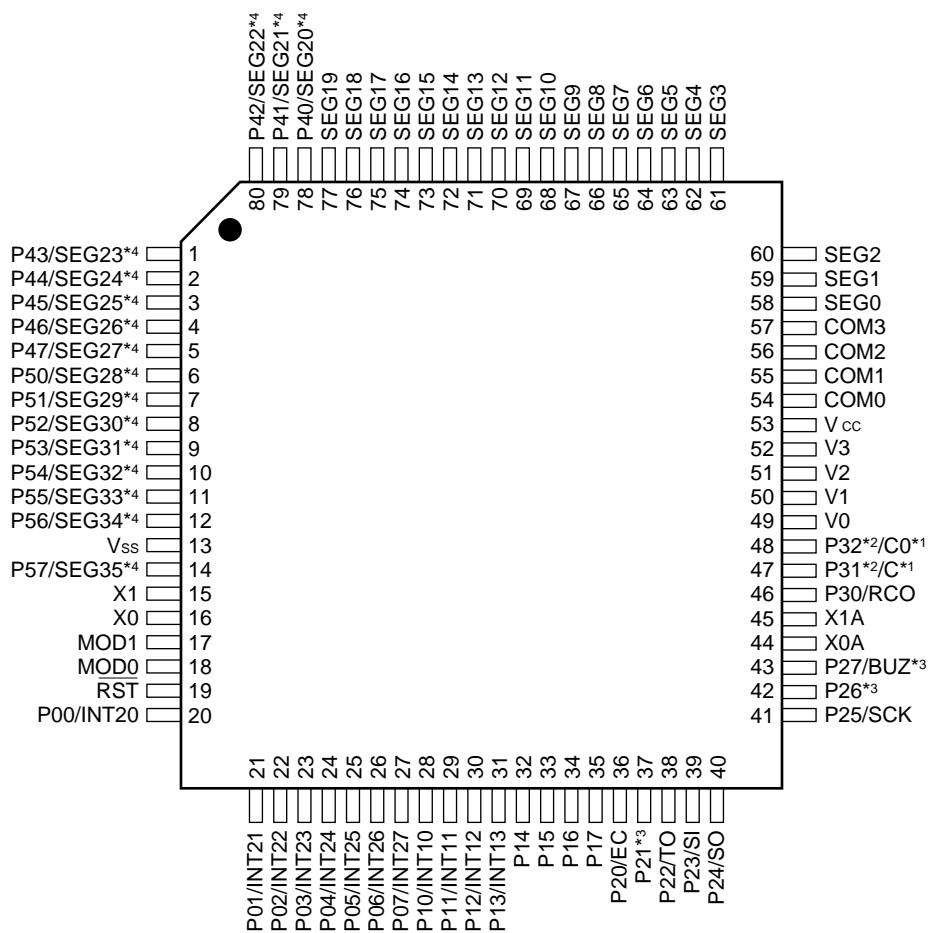 P42/SEG22*4
P41/SEG21*4
P40/SEG20*4
SEG19
SEG18
SEG17
SEG16
SEG15
SEG14
SEG13
SEG12
SEG11
SEG10
SEG9
SEG8
SEG7
SEG6
SEG5
SEG4
SEG3
80
79
78
77
76
75
74
73
72
71
70
69
68
67
66
65
64
63
62
61
P43/SEG23*4 1
P44/SEG24*4 2
P45/SEG25*4 3
P46/SEG26*4 4
P47/SEG27*4 5
P50/SEG28*4 6
P51/SEG29*4 7
P52/SEG30*4 8
P53/SEG31*4 9
P54/SEG32*4 10
P55/SEG33*4 11
P56/SEG34*4 12
VSS 13
P57/SEG35*4 14
X1 15
X0 16
MOD1 17
MOD0 18
RST 19
P00/INT20 20
60 SEG2
59 SEG1
58 SEG0
57 COM3
56 COM2
55 COM1
54 COM0
53 VCC
52 V3
51 V2
50 V1
49 V0
48 P32*2/C0*1
47 P31*2/C*1
46 P30/RCO
45 X1A
44 X0A
43 P27/BUZ*3
42 P26*3
41 P25/SCK
21
22
23
24
25
26
27
28
29
30
31
32
33
34
35
36
37
38
39
40
P01/INT21
P02/INT22
P03/INT23
P04/INT24
P05/INT25
P06/INT26
P07/INT27
P10/INT10
P11/INT11
P12/INT12
P13/INT13
P14
P15
P16
P17
P20/EC
P21*3
P22/TO
P23/SI
P24/SO